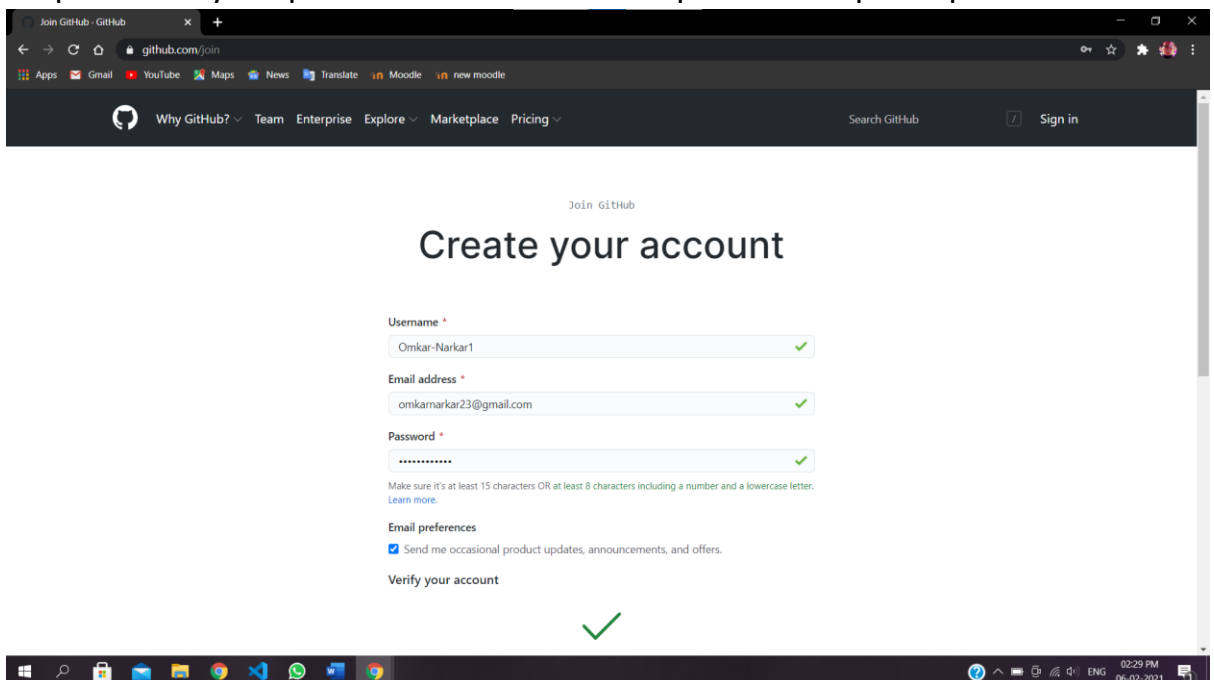 Join GitHub · GitHub
github.com/join
Apps Gmail YouTube Maps News Translate Moodle new moodle
Why GitHub? Team Enterprise Explore Marketplace Pricing Search GitHub / Sign in
Join GitHub
Create your account
Username *
Omkar-Narkar1
Email address *
omkarnarkar23@gmail.com
Password *
••••••••••••
Make sure it's at least 15 characters OR at least 8 characters including a number and a lowercase letter.
Learn more.
Email preferences
Send me occasional product updates, announcements, and offers.
Verify your account
ENG 02:29 PM
06-02-2021